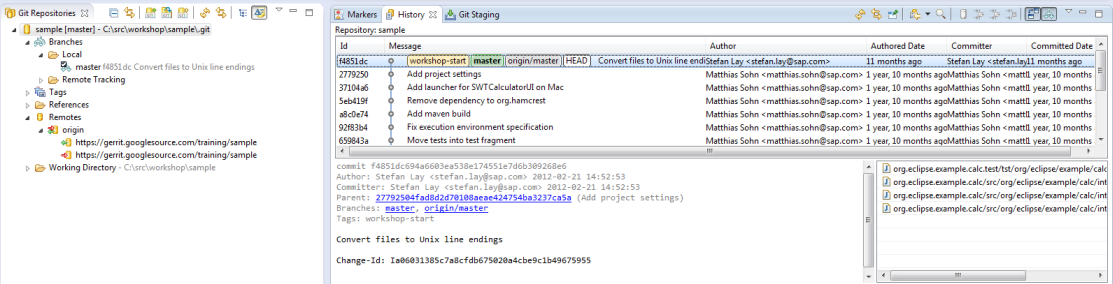 Git Repositories
sample [master] - C:\src\workshop\sample\.git
Branches
Local
master f4851dc Convert files to Unix line endings
Remote Tracking
Tags
References
Remotes
origin
https://gerrit.googlesource.com/training/sample
https://gerrit.googlesource.com/training/sample
Working Directory - C:\src\workshop\sample
Markers History Git Staging
Repository: sample
Id Message Author Authored Date Committer Committed Date
f4851dc workshop-start master origin/master HEAD Convert files to Unix line endi Stefan Lay <stefan.lay@sap.com> 11 months ago Stefan Lay <stefan.lay 11 months ago
2779250 Add project settings Matthias Sohn <matthias.sohn@sap.com> 1 year, 10 months ago Matthias Sohn <matt 1 year, 10 months
37104a6 Add launcher for SWTCalculatorUI on Mac Matthias Sohn <matthias.sohn@sap.com> 1 year, 10 months ago Matthias Sohn <matt 1 year, 10 months
5eb419f Remove dependency to org.hamcrest Matthias Sohn <matthias.sohn@sap.com> 1 year, 10 months ago Matthias Sohn <matt 1 year, 10 months
a8c0e74 Add maven build Matthias Sohn <matthias.sohn@sap.com> 1 year, 10 months ago Matthias Sohn <matt 1 year, 10 months
92f83b4 Fix execution environment specification Matthias Sohn <matthias.sohn@sap.com> 1 year, 10 months ago Matthias Sohn <matt 1 year, 10 months
659843a Move tests into test fragment Matthias Sohn <matthias.sohn@sap.com> 1 year, 10 months ago Matthias Sohn <matt 1 year, 10 months
commit f4851dc694a6603ea538e174551e7d6b309268e6
Author: Stefan Lay <stefan.lay@sap.com> 2012-02-21 14:52:53
Committer: Stefan Lay <stefan.lay@sap.com> 2012-02-21 14:52:53
Parent: 27792504fad8d2d70108aeae424754ba3237ca5a (Add project settings)
Branches: master, origin/master
Tags: workshop-start
Convert files to Unix line endings
Change-Id: Ia06031385c7a8cfdb675020a4cbe9c1b49675955
org.eclipse.example.calc.test/tst/org/eclipse/example/calc
org.eclipse.example.calc/src/org/eclipse/example/calc/int
org.eclipse.example.calc/src/org/eclipse/example/calc/int
org.eclipse.example.calc/src/org/eclipse/example/calc/int